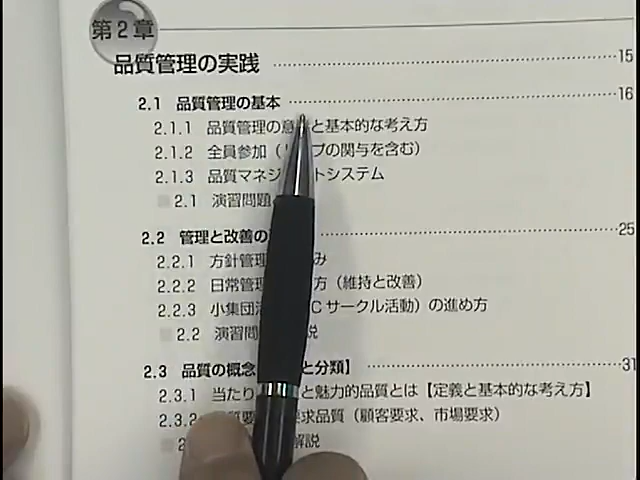 第2章
品質管理の実践 15
2.1 品質管理の基本 16
2.1.1 品質管理の意 と基本的な考え方
2.1.2 全員参加( プの関与を含む)
2.1.3 品質マネジ トシステム
2.1 演習問題
2.2 管理と改善の 25
2.2.1 方針管理 み
2.2.2 日常管理 方(維持と改善)
2.2.3 小集団活 Cサークル活動)の進め方
2.2 演習問 説
2.3 品質の概念 と分類】 31
2.3.1 当たり と魅力的品質とは【定義と基本的な考え方】
2.3.2 質要 要求品質(顧客要求、市場要求)
解説